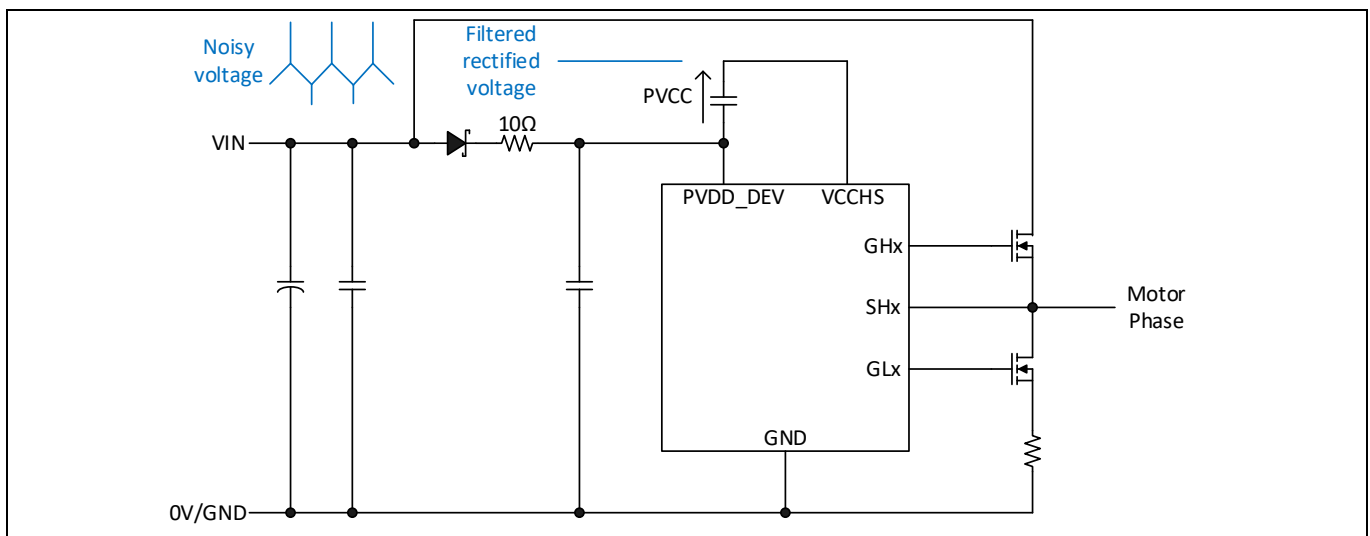 Noisy
voltage
Filtered
rectified
voltage
PVCC
10Ω
VIN
PVDD_DEV
VCCHS
GHx
SHx
GLx
Motor
Phase
GND
0V/GND